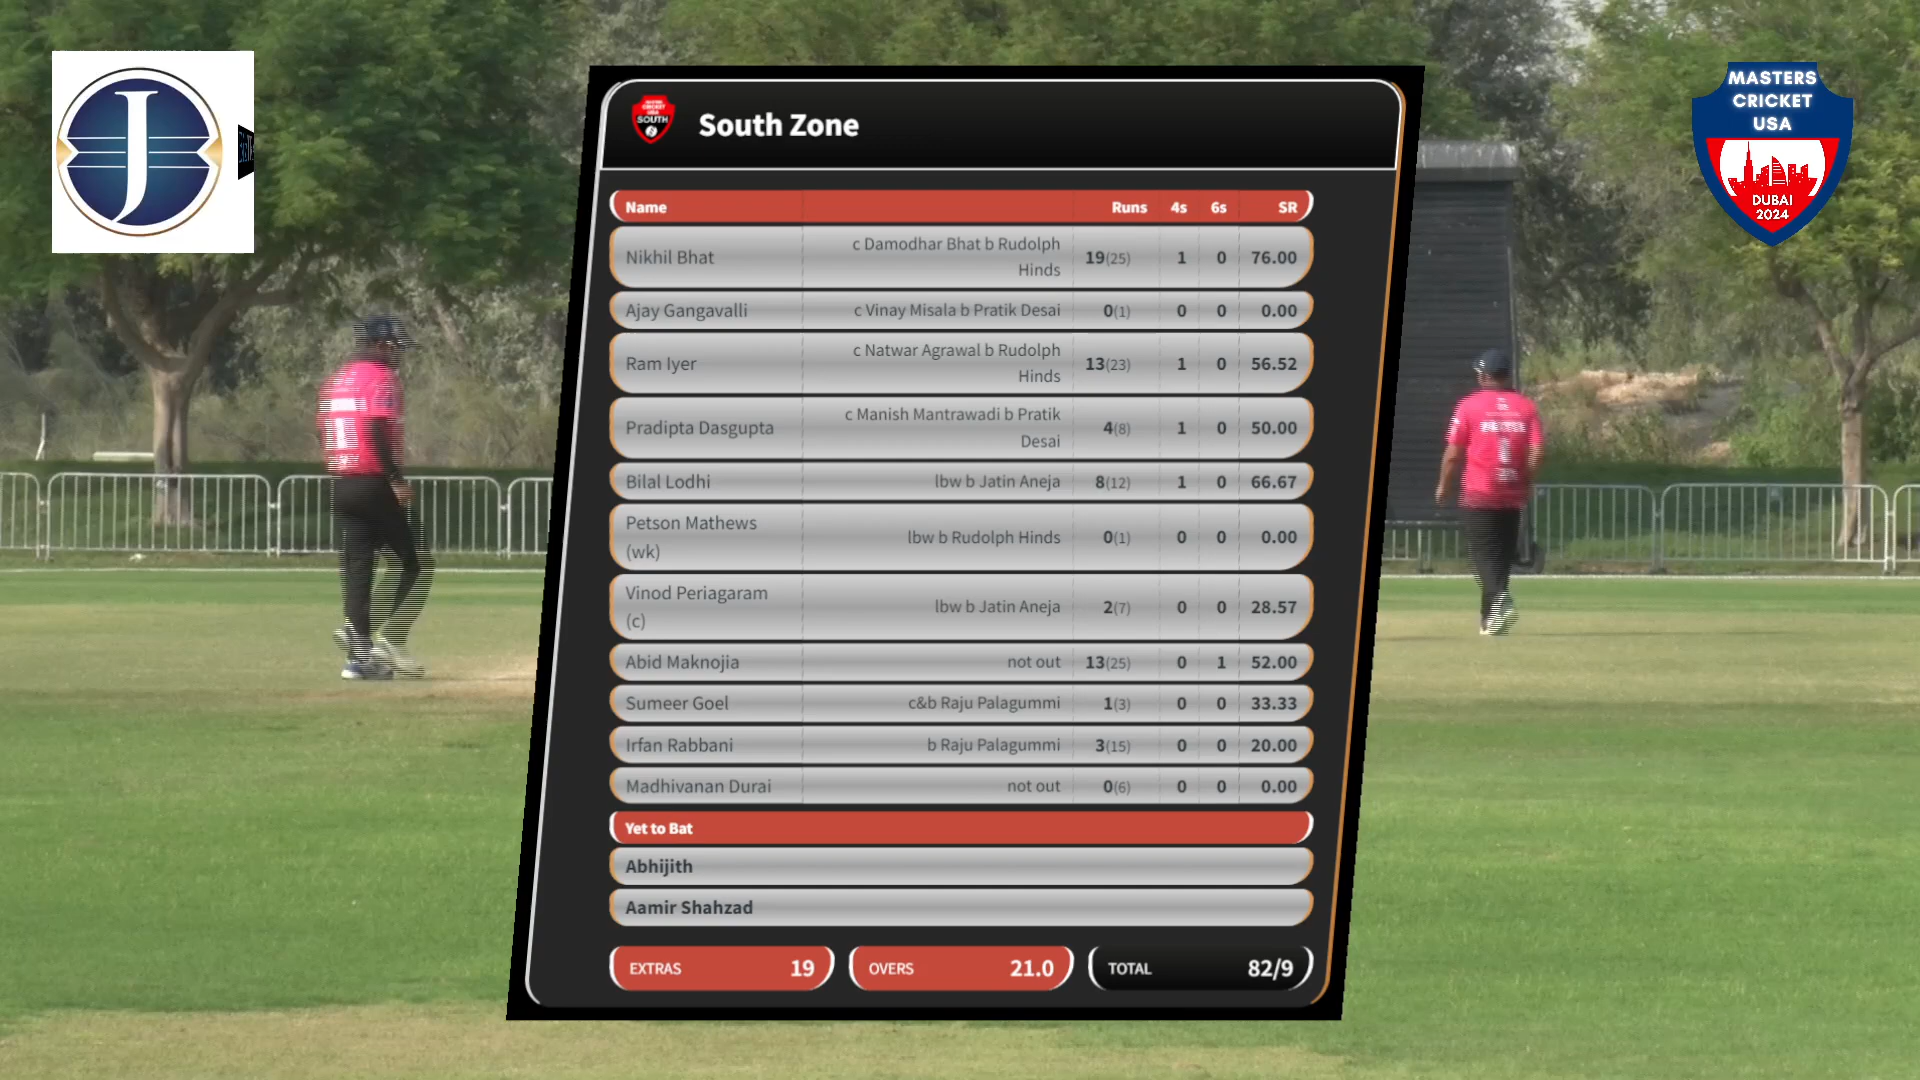 J
MASTERS
CRICKET
USA
DUBAI
2024
SOUTH
South Zone
Name Runs 4s 6s SR
Nikhil Bhat c Damodhar Bhat b Rudolph Hinds 19(25) 1 0 76.00
Ajay Gangavalli c Vinay Misala b Pratik Desai 0(1) 0 0 0.00
Ram Iyer c Natwar Agrawal b Rudolph Hinds 13(23) 1 0 56.52
Pradipta Dasgupta c Manish Mantrawadi b Pratik Desai 4(8) 1 0 50.00
Bilal Lodhi lbw b Jatin Aneja 8(12) 1 0 66.67
Petson Mathews (wk) lbw b Rudolph Hinds 0(1) 0 0 0.00
Vinod Periagaram (c) lbw b Jatin Aneja 2(7) 0 0 28.57
Abid Maknojia not out 13(25) 0 1 52.00
Sumeer Goel c&b Raju Palagummi 1(3) 0 0 33.33
Irfan Rabbani b Raju Palagummi 3(15) 0 0 20.00
Madhivanan Durai not out 0(6) 0 0 0.00
Yet to Bat
Abhijith
Aamir Shahzad
EXTRAS 19 OVERS 21.0 TOTAL 82/9